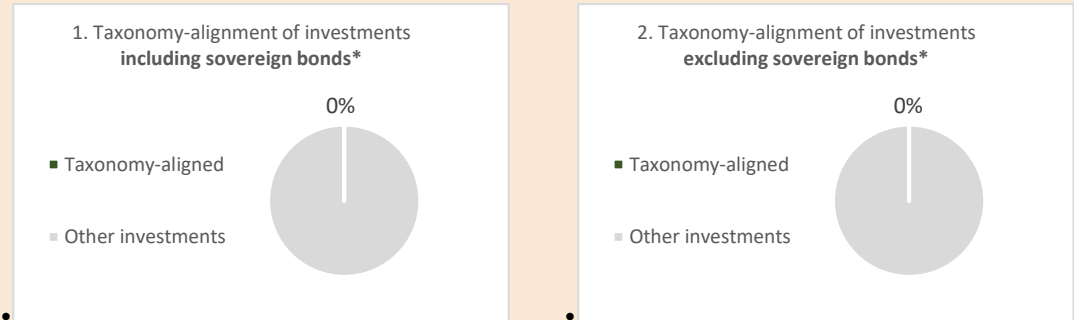 1. Taxonomy-alignment of investments
including sovereign bonds*
0%
Taxonomy-aligned
Other investments
2. Taxonomy-alignment of investments
excluding sovereign bonds*
0%
Taxonomy-aligned
Other investments